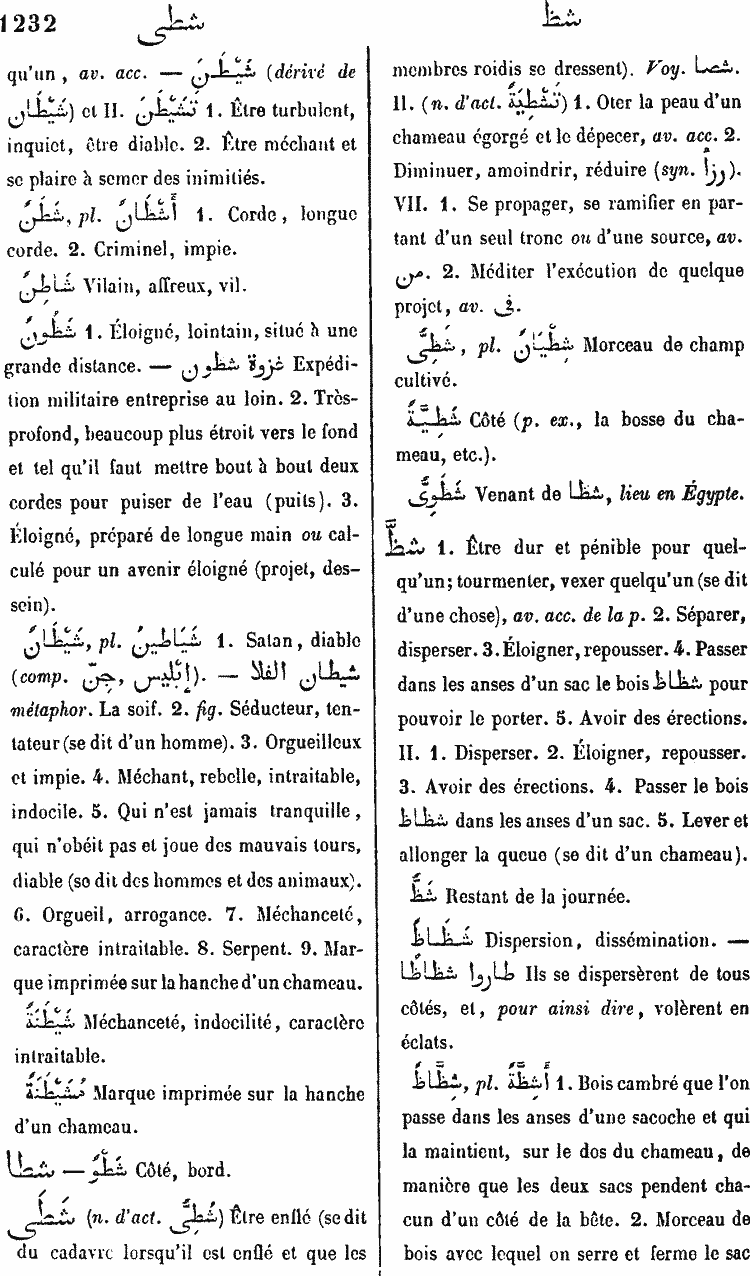 1232 شطى شظ
qu'un, av. acc. — شَيْطَنَ (dérivé de
شَيْطَان) et II. تَشَيْطَنَ 1. Être turbulent,
inquiet, être diable. 2. Être méchant et
se plaire à semer des inimitiés.
شَطَنٌ, pl. أَشْطَانٌ 1. Corde, longue
corde. 2. Criminel, impie.
شَاطِنٌ Vilain, affreux, vil.
شَطُونٌ 1. Éloigné, lointain, situé à une
grande distance. — غزوة شطون Expédi-
tion militaire entreprise au loin. 2. Très-
profond, beaucoup plus étroit vers le fond
et tel qu'il faut mettre bout à bout deux
cordes pour puiser de l'eau (puits). 3.
Éloigné, préparé de longue main ou cal-
culé pour un avenir éloigné (projet, des-
sein).
شَيْطَانٌ, pl. شَيَاطِينُ 1. Satan, diable
(comp. إِبْلِيس, جِنّ). — شيطان الفلا
métaphor. La soif. 2. fig. Séducteur, ten-
tateur (se dit d'un homme). 3. Orgueilleux
et impie. 4. Méchant, rebelle, intraitable,
indocile. 5. Qui n'est jamais tranquille,
qui n'obéit pas et joue des mauvais tours,
diable (se dit des hommes et des animaux).
6. Orgueil, arrogance. 7. Méchanceté,
caractère intraitable. 8. Serpent. 9. Mar-
que imprimée sur la hanche d'un chameau.
شَيْطَنَةٌ Méchanceté, indocilité, caractère
intraitable.
مُشَيْطَنَةٌ Marque imprimée sur la hanche
d'un chameau.
شطا — شَطْوٌ Côté, bord.
شَطَى (n. d'act. شَطِىّ) Être enflé (se dit
du cadavre lorsqu'il est enflé et que les
membres roidis se dressent). Voy. شصا.
II. (n. d'act. تَشْطِيَةٌ) 1. Oter la peau d'un
chameau égorgé et le dépecer, av. acc. 2.
Diminuer, amoindrir, réduire (syn. رزأ).
VII. 1. Se propager, se ramifier en par-
tant d'un seul tronc ou d'une source, av.
من. 2. Méditer l'exécution de quelque
projet, av. فى.
شَطِىٌّ, pl. شِطْيَانٌ Morceau de champ
cultivé.
شَطِيَّةٌ Côté (p. ex., la bosse du cha-
meau, etc.).
شَطَوِىٌّ Venant de شطا, lieu en Égypte.
شَظَّ 1. Être dur et pénible pour quel-
qu'un; tourmenter, vexer quelqu'un (se dit
d'une chose), av. acc. de la p. 2. Séparer,
disperser. 3. Éloigner, repousser. 4. Passer
dans les anses d'un sac le bois شظاظ pour
pouvoir le porter. 5. Avoir des érections.
II. 1. Disperser. 2. Éloigner, repousser.
3. Avoir des érections. 4. Passer le bois
شظاظ dans les anses d'un sac. 5. Lever et
allonger la queue (se dit d'un chameau).
شَظٌّ Restant de la journée.
شَظَاظٌ Dispersion, dissémination. —
طاروا شظاظًا Ils se dispersèrent de tous
côtés, et, pour ainsi dire, volèrent en
éclats.
شِظَاظٌ, pl. أَشِظَّةٌ 1. Bois cambré que l'on
passe dans les anses d'une sacoche et qui
la maintient, sur le dos du chameau, de
manière que les deux sacs pendent cha-
cun d'un côté de la bête. 2. Morceau de
bois avec lequel on serre et ferme le sac